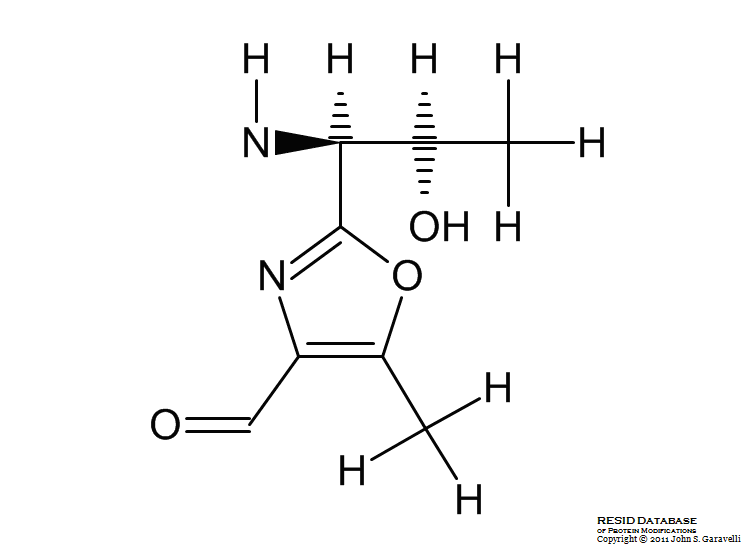 H H H H
N H
OH H
N O
H
O
H
H
RESID DATABASE
OF PROTEIN MODIFICATIONS
Copyright © 2011 John S. Garavelli